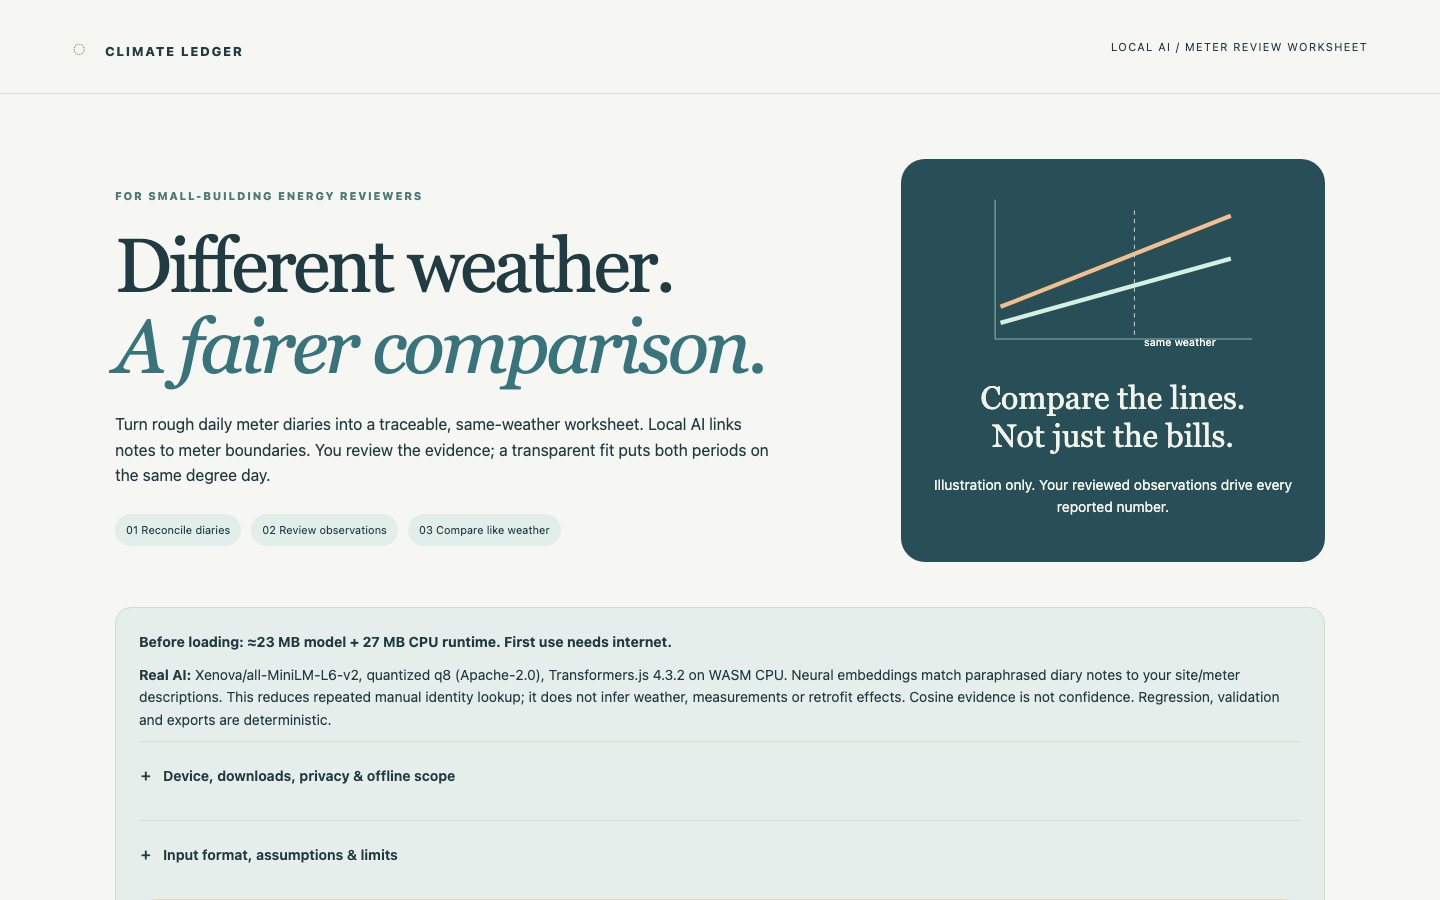 CLIMATE LEDGER
LOCAL AI / METER REVIEW WORKSHEET
FOR SMALL-BUILDING ENERGY REVIEWERS
Different weather.
A fairer comparison.
Turn rough daily meter diaries into a traceable, same-weather worksheet. Local AI links
notes to meter boundaries. You review the evidence; a transparent fit puts both periods on
the same degree day.
01 Reconcile diaries
02 Review observations
03 Compare like weather
same weather
Compare the lines.
Not just the bills.
Illustration only. Your reviewed observations drive every
reported number.
Before loading: ≈23 MB model + 27 MB CPU runtime. First use needs internet.
Real AI: Xenova/all-MiniLM-L6-v2, quantized q8 (Apache-2.0), Transformers.js 4.3.2 on WASM CPU. Neural embeddings match paraphrased diary notes to your site/meter
descriptions. This reduces repeated manual identity lookup; it does not infer weather, measurements or retrofit effects. Cosine evidence is not confidence. Regression, validation
and exports are deterministic.
+ Device, downloads, privacy & offline scope
+ Input format, assumptions & limits